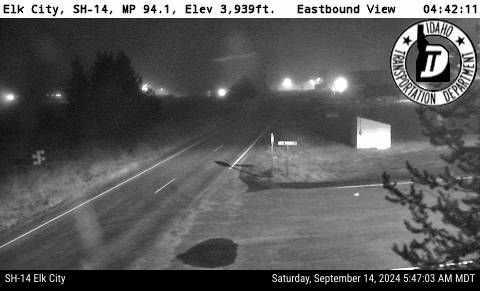 Elk City, SH-14, MP 94.1, Elev 3,939ft.   Eastbound View   04:42:11
IDAHO
TRANSPORTATION DEPARTMENT
SH-14 Elk City
Saturday, September 14, 2024 5:47:03 AM MDT